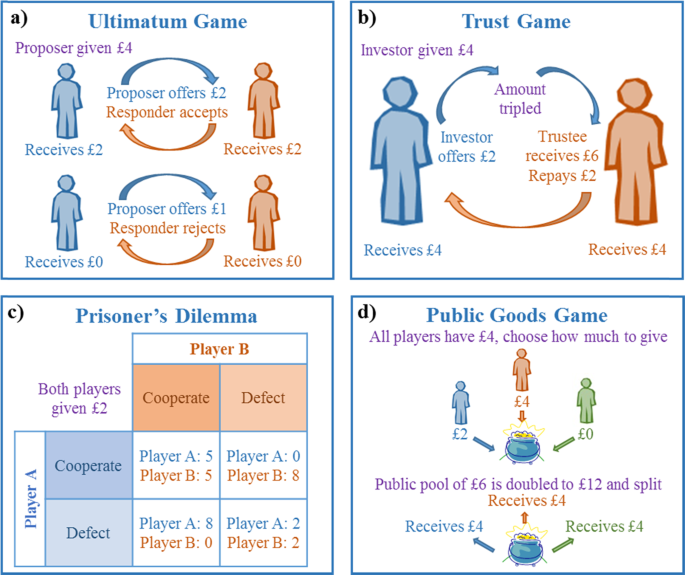 a) Ultimatum Game
Proposer given £4
Proposer offers £2
Responder accepts
Receives £2
Receives £2
Proposer offers £1
Responder rejects
Receives £0
Receives £0
b) Trust Game
Investor given £4
Amount
tripled
Investor
offers £2
Trustee
receives £6
Repays £2
Receives £4
Receives £4
c) Prisoner's Dilemma
Player B
Both players
given £2
Cooperate
Defect
Player A
Cooperate
Player A: 5
Player B: 5
Player A: 0
Player B: 8
Defect
Player A: 8
Player B: 0
Player A: 2
Player B: 2
d) Public Goods Game
All players have £4, choose how much to give
£4
£2
£0
Public pool of £6 is doubled to £12 and split
Receives £4
Receives £4
Receives £4